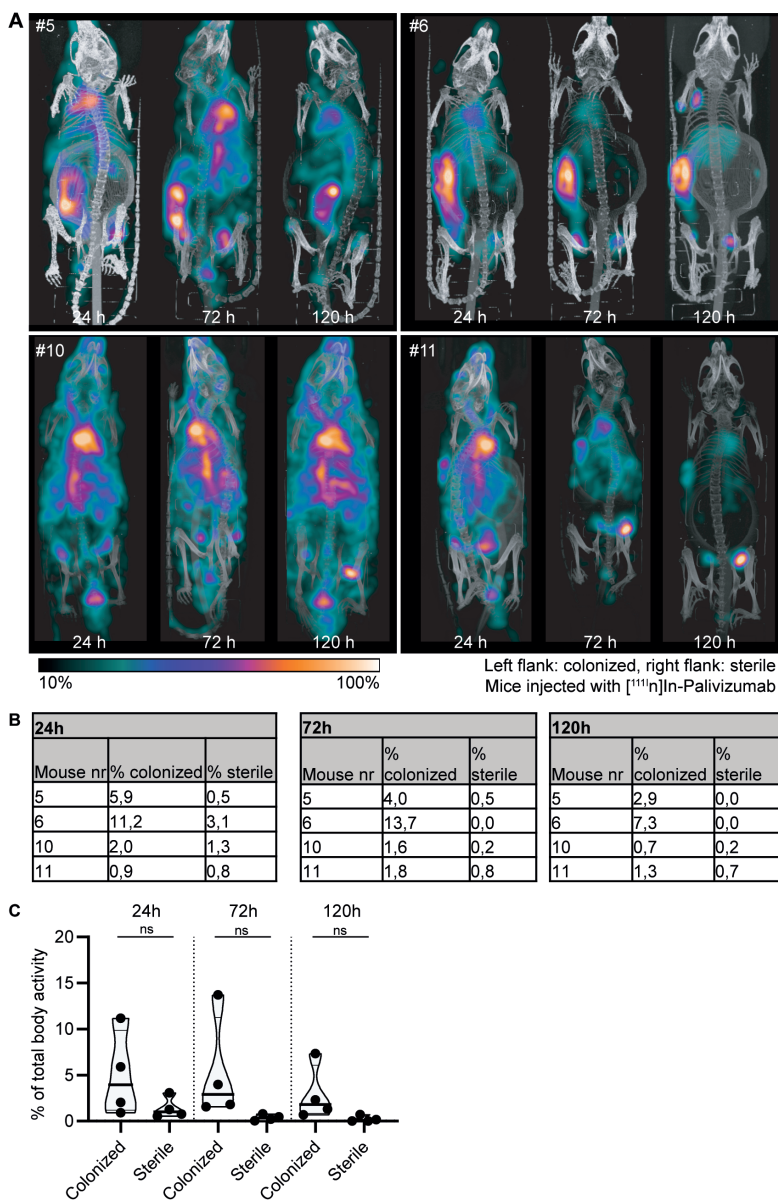 A
#5
#6
24 h
72 h
120 h
24 h
72 h
120 h
#10
#11
24 h
72 h
120 h
24 h
72 h
120 h
10%
100%
Left flank: colonized, right flank: sterile
Mice injected with [¹¹¹ᴵn]In-Palivizumab
B
24h
Mouse nr % colonized % sterile
5 5,9 0,5
6 11,2 3,1
10 2,0 1,3
11 0,9 0,8
72h
Mouse nr % colonized % sterile
5 4,0 0,5
6 13,7 0,0
10 1,6 0,2
11 1,8 0,8
120h
Mouse nr % colonized % sterile
5 2,9 0,0
6 7,3 0,0
10 0,7 0,2
11 1,3 0,7
C
24h 72h 120h
ns ns ns
% of total body activity
20
15
10
5
0
Colonized Sterile Colonized Sterile Colonized Sterile